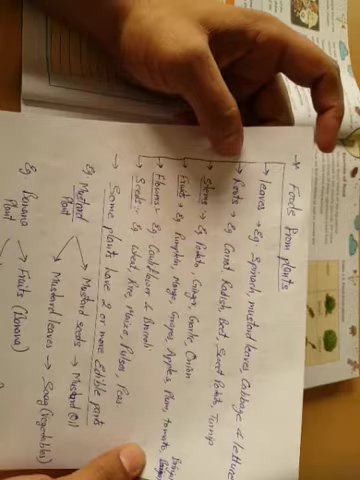 → Foods from plants
→ Leaves → Eg Spinach, mustard leaves Cabbage & lettuce
→ Roots → Eg Carrot, Radish, Beet, Sweet Potato, Turnip
→ Stems → Eg Potato, Ginger, Garlic, Onion
→ Fruits → Eg Pumpkin, Mango, Grapes, Apples, Plum, tomato, Brinjal
→ Flowers → Eg Cauliflower & Broccoli
→ Seeds → Eg Wheat, Rice, Maize, Pulses, Peas
→ Some plants have 2 or more Edible parts
Eg. Mustard Plant → Mustard seeds → Mustard Oil
→ Mustard leaves → Saag (Vegetables)
Eg. Banana Plant → Fruits (Banana)